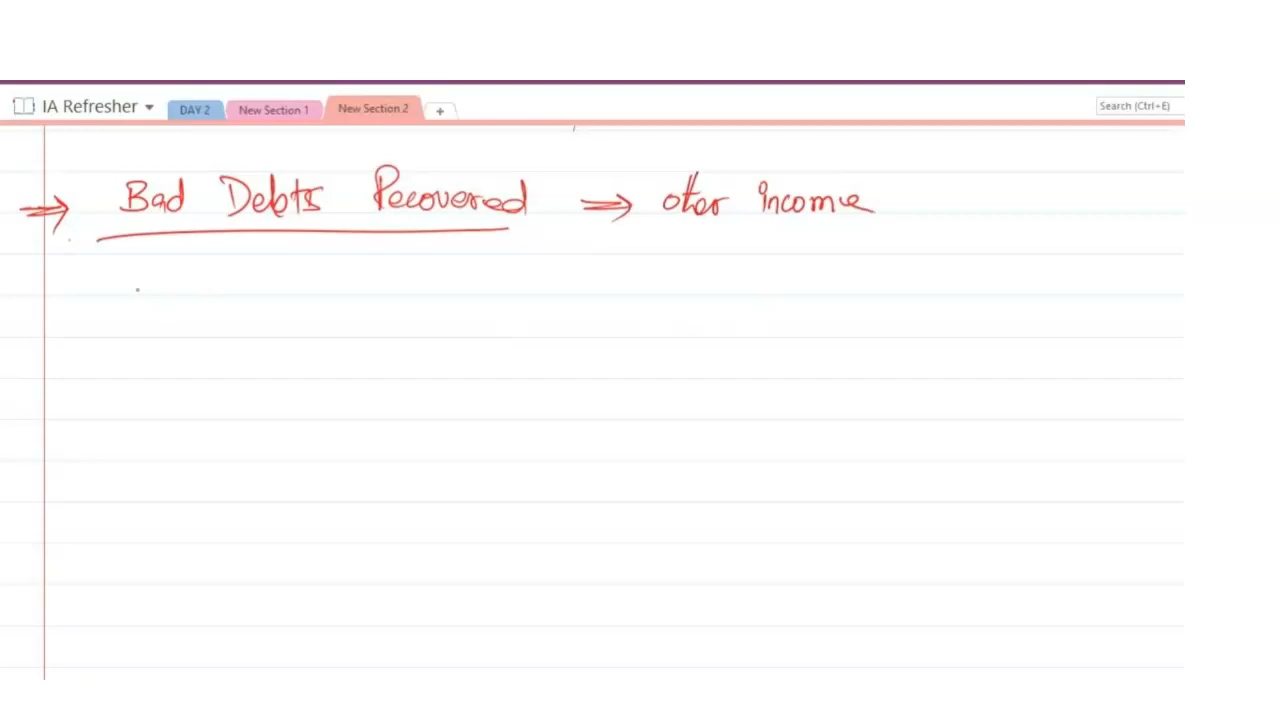 IA Refresher DAY 2 New Section 1 New Section 2 + Search (Ctrl+E)
⇒ Bad Debts Recovered ⇒ other income